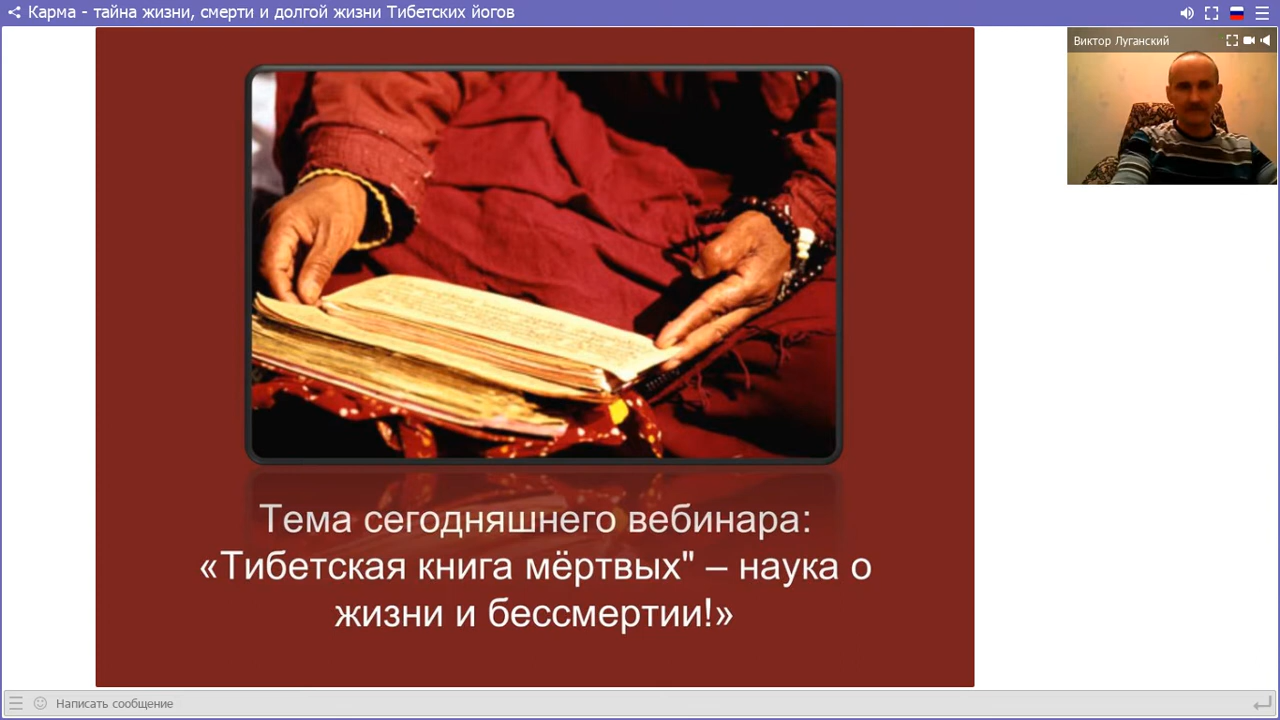 Карма - тайна жизни, смерти и долгой жизни Тибетских йогов
Виктор Луганский
Тема сегодняшнего вебинара:
«Тибетская книга мёртвых" – наука о
жизни и бессмертии!»
Написать сообщение